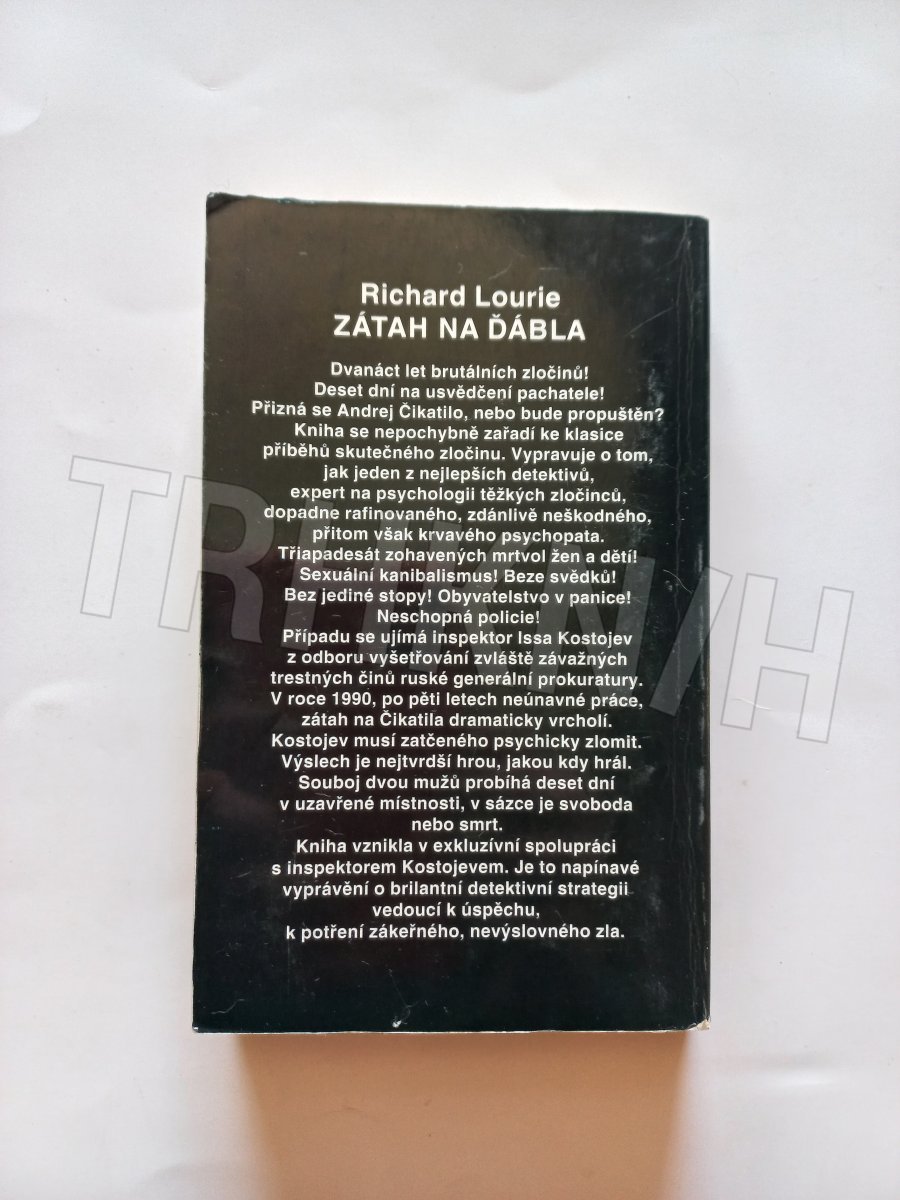 Richard Lourie
ZÁTAH NA ĎÁBLA
Dvanáct let brutálních zločinů!
Deset dní na usvědčení pachatele!
Přizná se Andrej Čikatilo, nebo bude propuštěn?
Kniha se nepochybně zařadí ke klasice
příběhů skutečného zločinu. Vypravuje o tom,
jak jeden z nejlepších detektivů,
expert na psychologii těžkých zločinců,
dopadne rafinovaného, zdánlivě neškodného,
přitom však krvavého psychopata.
Třiapadesát zohavených mrtvol žen a dětí!
Sexuální kanibalismus! Beze svědků!
Bez jediné stopy! Obyvatelstvo v panice!
Neschopná policie!
Případu se ujímá inspektor Issa Kostojev
z odboru vyšetřování zvláště závažných
trestných činů ruské generální prokuratury.
V roce 1990, po pěti letech neúnavné práce,
zátah na Čikatila dramaticky vrcholí.
Kostojev musí zatčeného psychicky zlomit.
Výslech je nejtvrdší hrou, jakou kdy hrál.
Souboj dvou mužů probíhá deset dní
v uzavřené místnosti, v sázce je svoboda
nebo smrt.
Kniha vznikla v exkluzívní spolupráci
s inspektorem Kostojevem. Je to napínavé
vyprávění o brilantní detektivní strategii
vedoucí k úspěchu,
k potření zákeřného, nevýslovného zla.
TRHKNIH